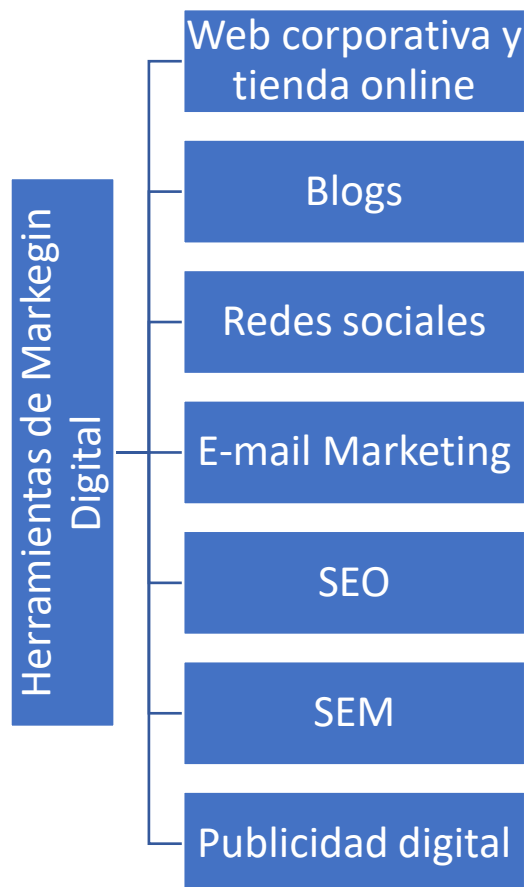 Herramientas de Markegin
Digital
Web corporativa y
tienda online
Blogs
Redes sociales
E-mail Marketing
SEO
SEM
Publicidad digital